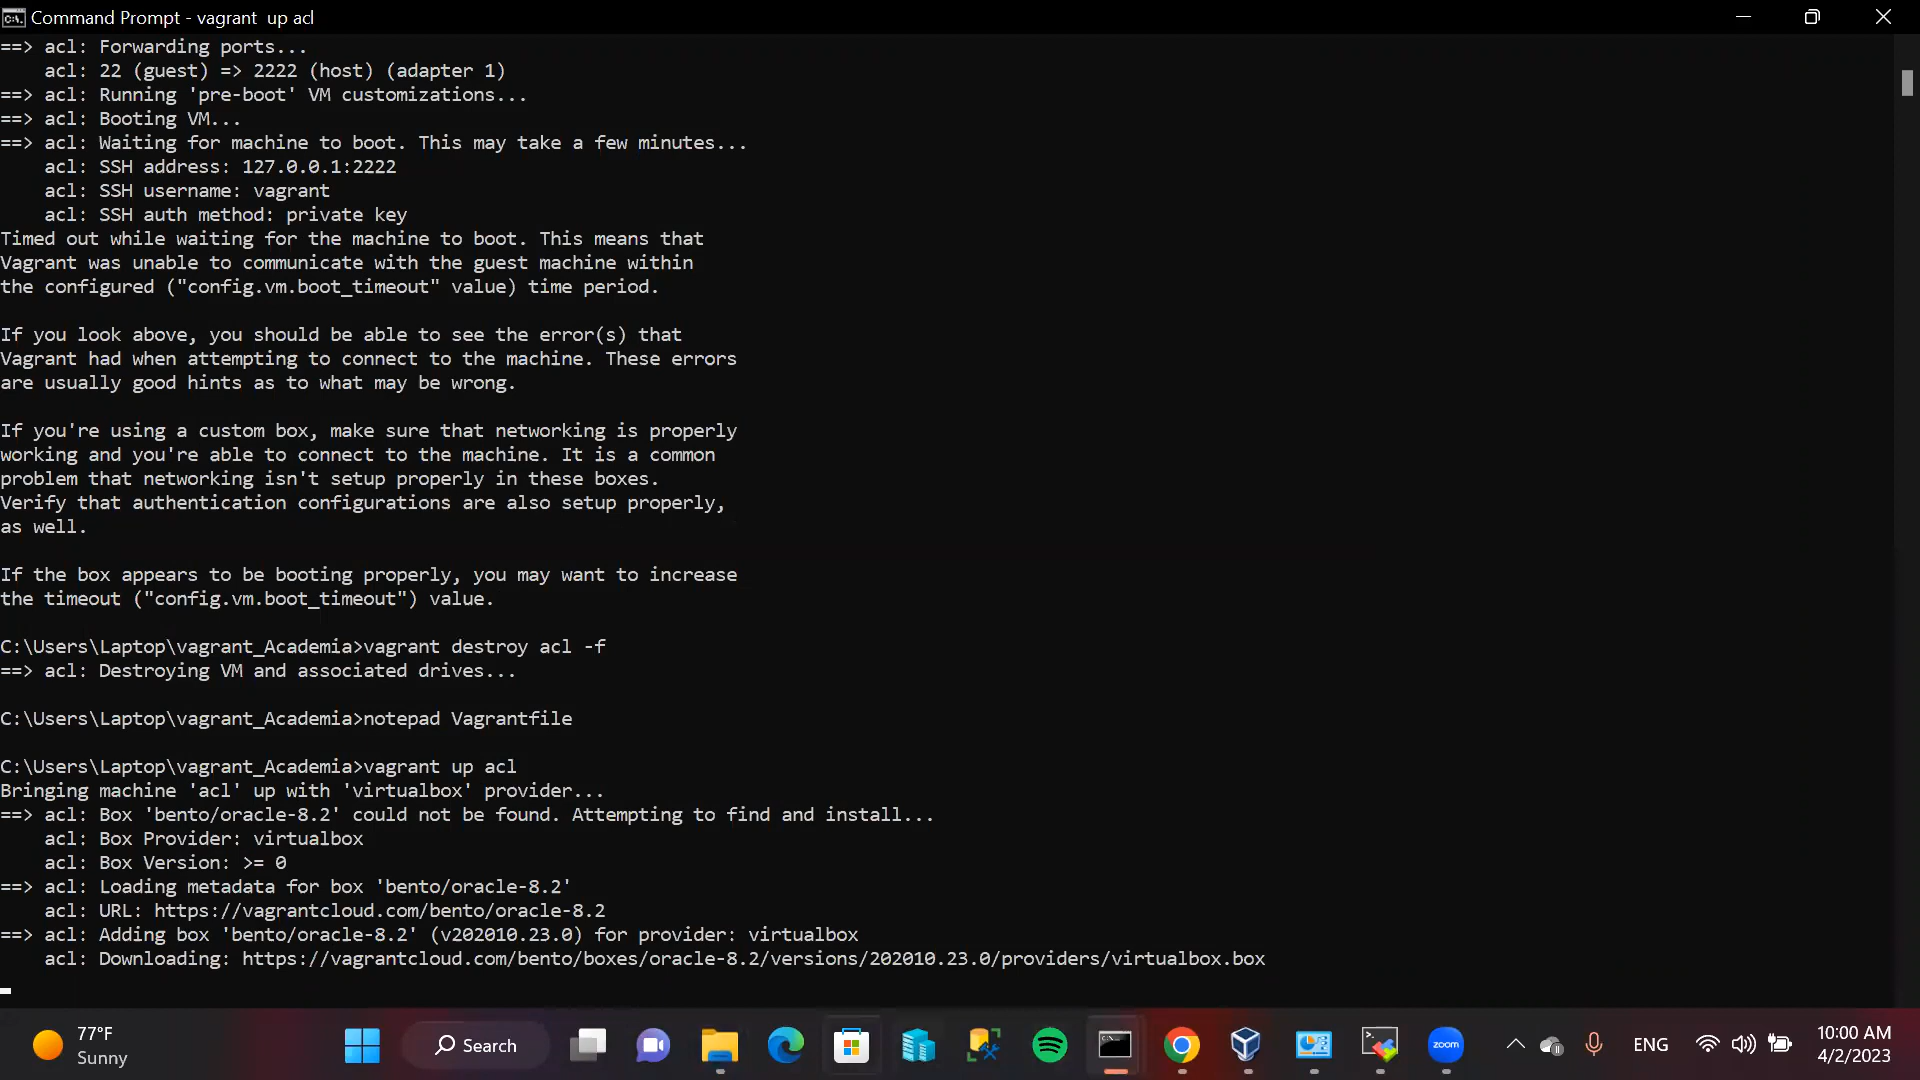 Command Prompt - vagrant  up acl
==> acl: Forwarding ports...
    acl: 22 (guest) => 2222 (host) (adapter 1)
==> acl: Running 'pre-boot' VM customizations...
==> acl: Booting VM...
==> acl: Waiting for machine to boot. This may take a few minutes...
    acl: SSH address: 127.0.0.1:2222
    acl: SSH username: vagrant
    acl: SSH auth method: private key
Timed out while waiting for the machine to boot. This means that
Vagrant was unable to communicate with the guest machine within
the configured ("config.vm.boot_timeout" value) time period.
If you look above, you should be able to see the error(s) that
Vagrant had when attempting to connect to the machine. These errors
are usually good hints as to what may be wrong.
If you're using a custom box, make sure that networking is properly
working and you're able to connect to the machine. It is a common
problem that networking isn't setup properly in these boxes.
Verify that authentication configurations are also setup properly,
as well.
If the box appears to be booting properly, you may want to increase
the timeout ("config.vm.boot_timeout") value.
C:\Users\Laptop\vagrant_Academia>vagrant destroy acl -f
==> acl: Destroying VM and associated drives...
C:\Users\Laptop\vagrant_Academia>notepad Vagrantfile
C:\Users\Laptop\vagrant_Academia>vagrant up acl
Bringing machine 'acl' up with 'virtualbox' provider...
==> acl: Box 'bento/oracle-8.2' could not be found. Attempting to find and install...
    acl: Box Provider: virtualbox
    acl: Box Version: >= 0
==> acl: Loading metadata for box 'bento/oracle-8.2'
    acl: URL: https://vagrantcloud.com/bento/oracle-8.2
==> acl: Adding box 'bento/oracle-8.2' (v202010.23.0) for provider: virtualbox
    acl: Downloading: https://vagrantcloud.com/bento/boxes/oracle-8.2/versions/202010.23.0/providers/virtualbox.box
77°F
Sunny
Search
zoom
ENG
10:00 AM
4/2/2023